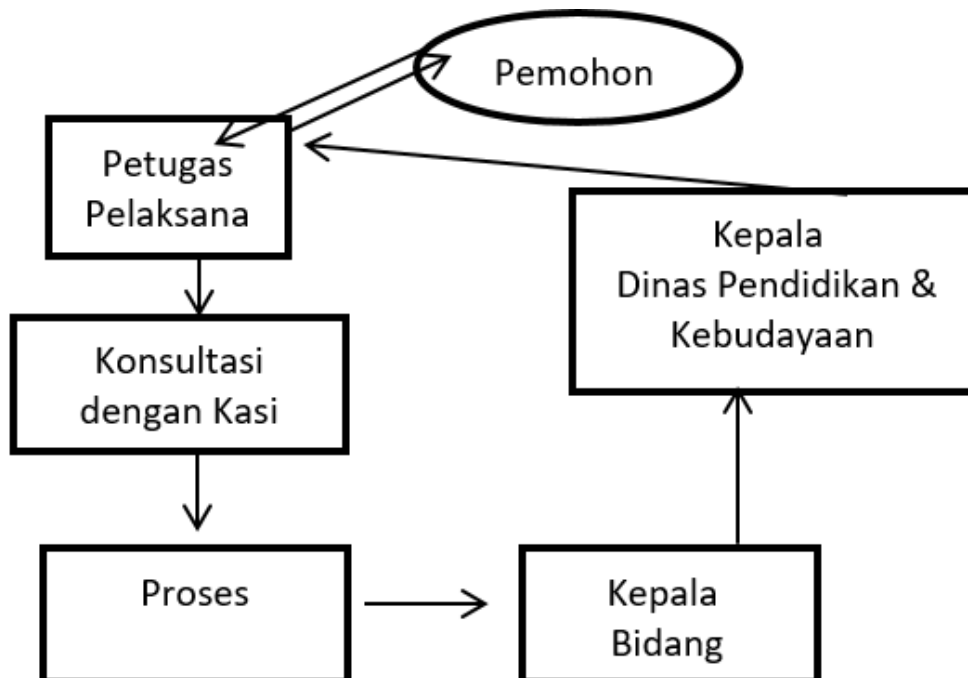 Pemohon
Petugas
Pelaksana
Kepala
Dinas Pendidikan &
Kebudayaan
Konsultasi
dengan Kasi
Proses
Kepala
Bidang